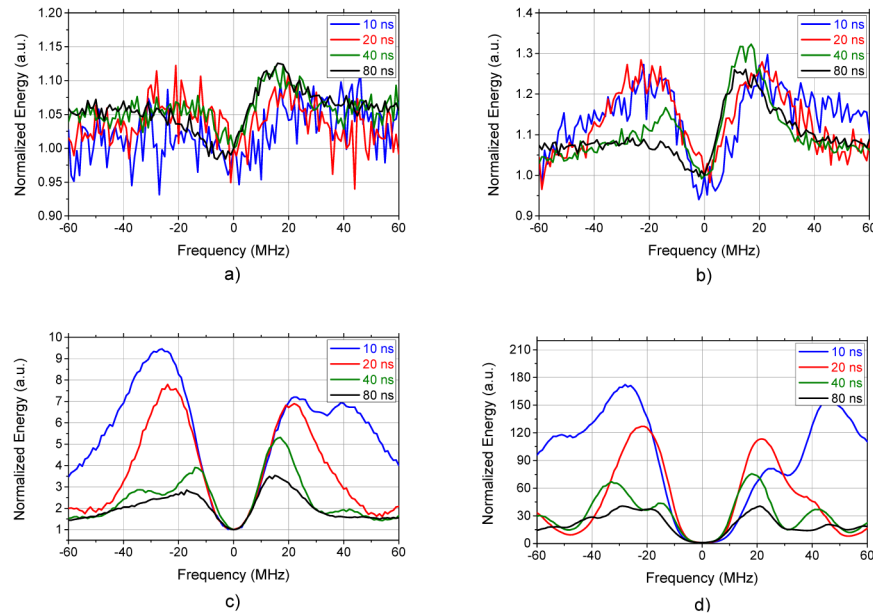 1.20
1.15
1.10
1.05
1.00
0.95
0.90
Normalized Energy (a.u.)
10 ns
20 ns
40 ns
80 ns
-60 -40 -20 0 20 40 60
Frequency (MHz)
a)
1.4
1.3
1.2
1.1
1.0
0.9
Normalized Energy (a.u.)
10 ns
20 ns
40 ns
80 ns
-60 -40 -20 0 20 40 60
Frequency (MHz)
b)
10
9
8
7
6
5
4
3
2
1
Normalized Energy (a.u.)
10 ns
20 ns
40 ns
80 ns
-60 -40 -20 0 20 40 60
Frequency (MHz)
c)
210
180
150
120
90
60
30
0
Normalized Energy (a.u.)
10 ns
20 ns
40 ns
80 ns
-60 -40 -20 0 20 40 60
Frequency (MHz)
d)